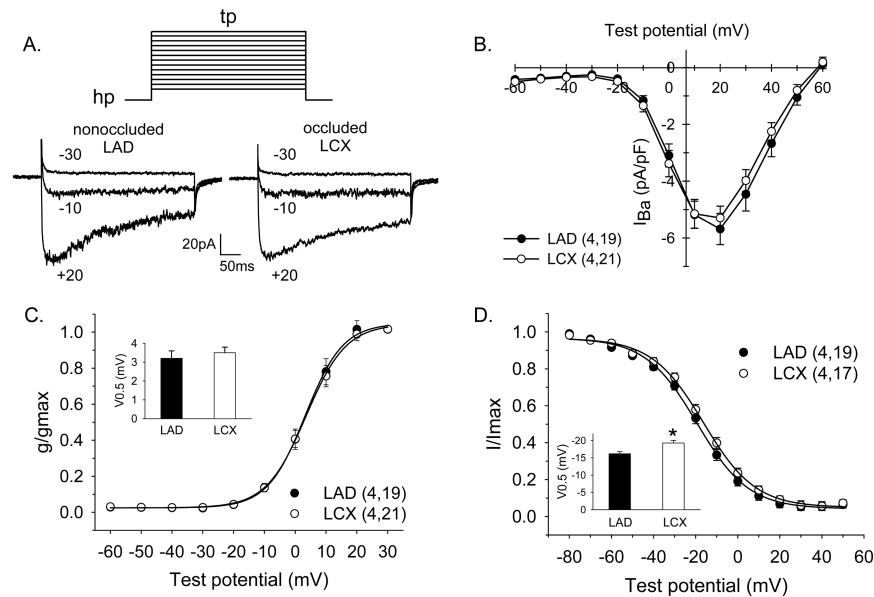 A.
tp
hp
nonoccluded
LAD
occluded
LCX
-30
-10
+20
-30
-10
+20
20pA
50ms
B.
Test potential (mV)
-60 -40 -20 0 20 40 60
0
-2
-4
-6
IBa (pA/pF)
LAD (4,19)
LCX (4,21)
C.
g/gmax
1.0
0.8
0.6
0.4
0.2
0.0
-60 -50 -40 -30 -20 -10 0 10 20 30
Test potential (mV)
V0.5 (mV)
4
3
2
1
0
LAD LCX
LAD (4,19)
LCX (4,21)
D.
I/Imax
1.0
0.8
0.6
0.4
0.2
0.0
-80 -60 -40 -20 0 20 40 60
Test potential (mV)
LAD (4,19)
LCX (4,17)
V0.5 (mV)
-20
-15
-10
-5
0
*
LAD LCX